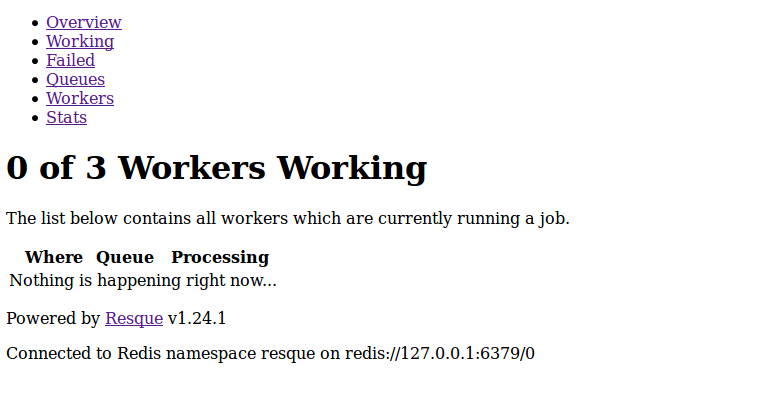 Overview
Working
Failed
Queues
Workers
Stats
0 of 3 Workers Working
The list below contains all workers which are currently running a job.
Where Queue Processing
Nothing is happening right now...
Powered by Resque v1.24.1
Connected to Redis namespace resque on redis://127.0.0.1:6379/0